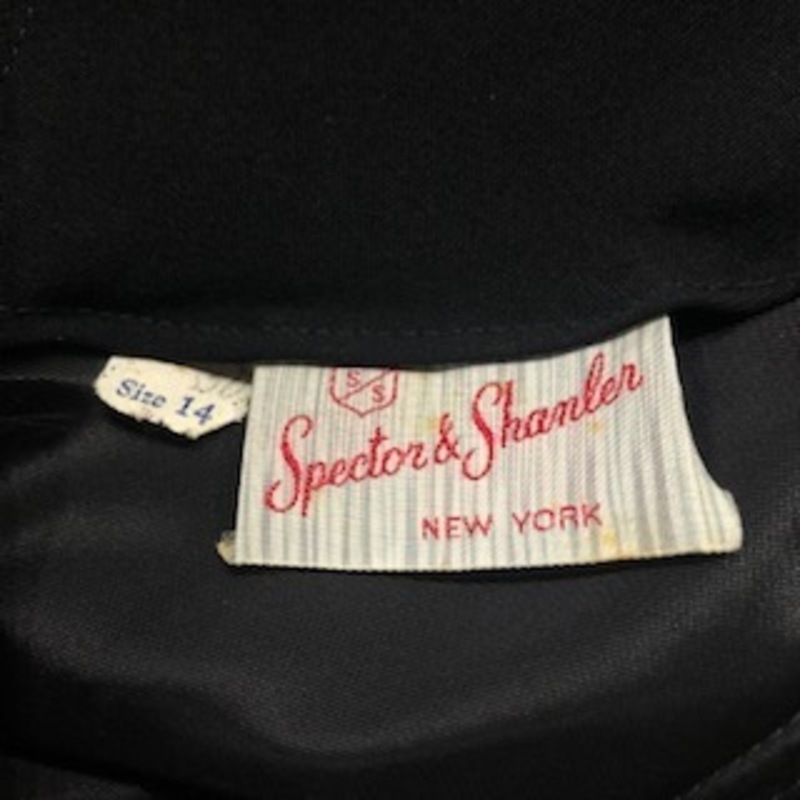 S
S
Size 14
Spector & Shanler
NEW YORK